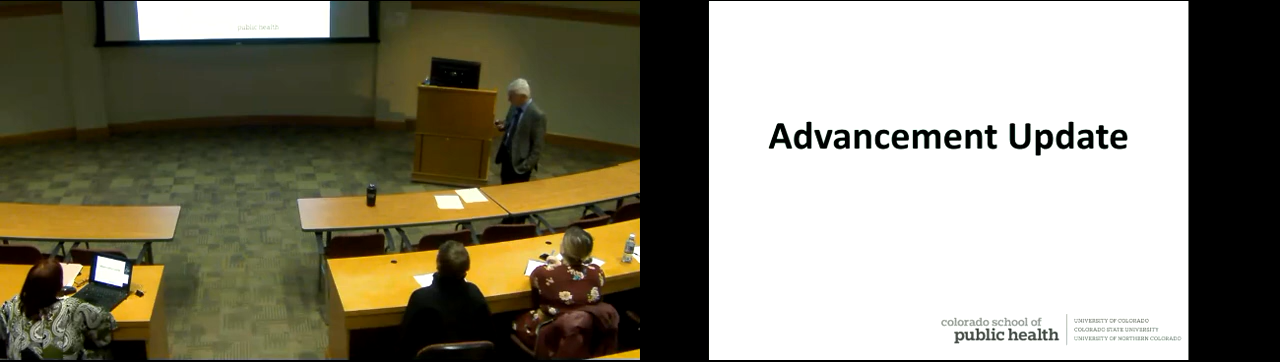 public health
Advancement Update
colorado school of
public health
UNIVERSITY OF COLORADO
COLORADO STATE UNIVERSITY
UNIVERSITY OF NORTHERN COLORADO